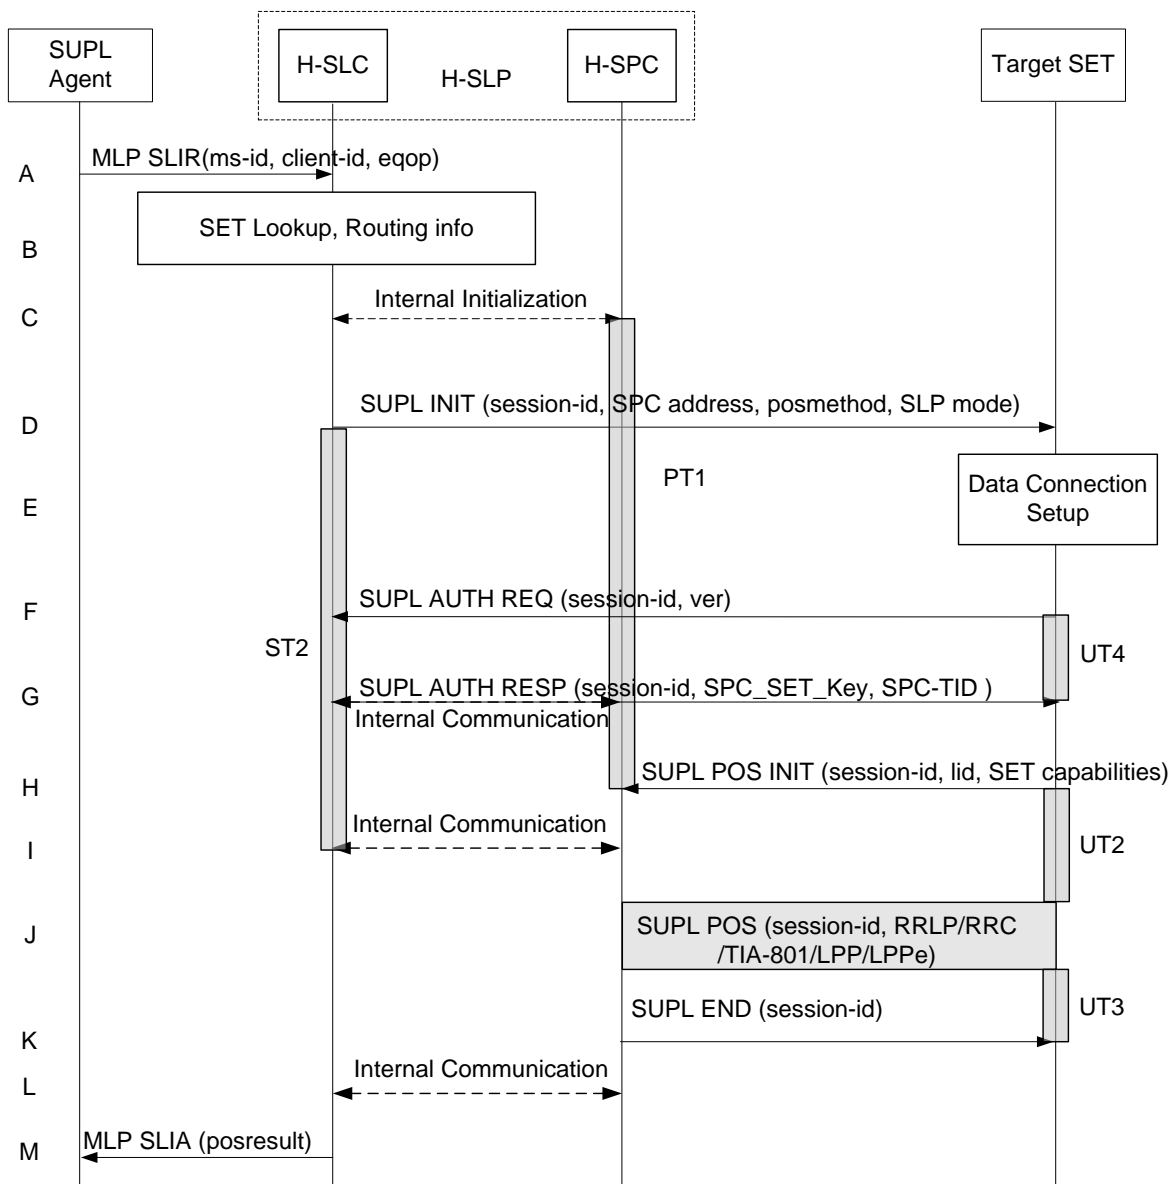 SUPL
Agent
H-SLC
H-SLP
H-SPC
Target SET
A
MLP SLIR(ms-id, client-id, eqop)
B
SET Lookup, Routing info
C
Internal Initialization
D
SUPL INIT (session-id, SPC address, posmethod, SLP mode)
PT1
E
Data Connection
Setup
F
SUPL AUTH REQ (session-id, ver)
ST2
UT4
G
SUPL AUTH RESP (session-id, SPC_SET_Key, SPC-TID )
Internal Communication
H
SUPL POS INIT (session-id, lid, SET capabilities)
I
Internal Communication
UT2
J
SUPL POS (session-id, RRLP/RRC
/TIA-801/LPP/LPPe)
K
SUPL END (session-id)
UT3
L
Internal Communication
M
MLP SLIA (posresult)